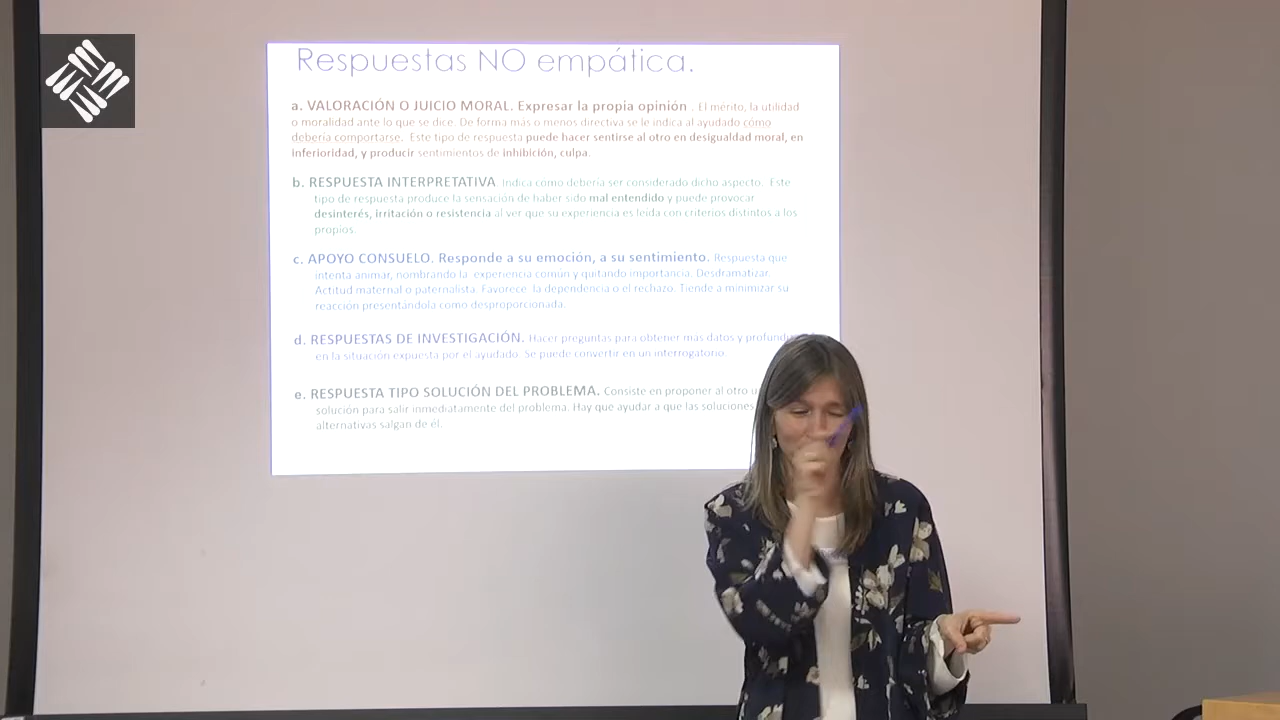 Respuestas NO empática.
a. VALORACIÓN O JUICIO MORAL. Expresar la propia opinión . El mérito, la utilidad
o moralidad ante lo que se dice. De forma más o menos directiva se le indica al ayudado cómo
debería comportarse. Este tipo de respuesta puede hacer sentirse al otro en desigualdad moral, en
inferioridad, y producir sentimientos de inhibición, culpa.
b. RESPUESTA INTERPRETATIVA. Indica como debería ser considerado dicho aspecto. Este
tipo de respuesta produce la sensación de haber sido mal entendido y puede provocar
desinterés, irritación o resistencia al ver que su experiencia es leída con criterios distintos a los
propios.
c. APOYO CONSUELO. Responde a su emoción, a su sentimiento. Respuesta que
intenta animar, nombrando la experiencia común y quitando importancia. Desdramatizar.
Actitud maternal o paternalista. Favorece la dependencia o el rechazo. Tiende a minimizar su
reacción presentándola como desproporcionada.
d. RESPUESTAS DE INVESTIGACIÓN. Hacer preguntas para obtener más datos y
en la situación expuesta por el ayudado. Se puede convertir en un interrogatorio.
e. RESPUESTA TIPO SOLUCIÓN DEL PROBLEMA. Consiste en proponer al otro
solución para salir inmediatamente del problema. Hay que ayudar a que las soluciones
alternativas salgan de él.